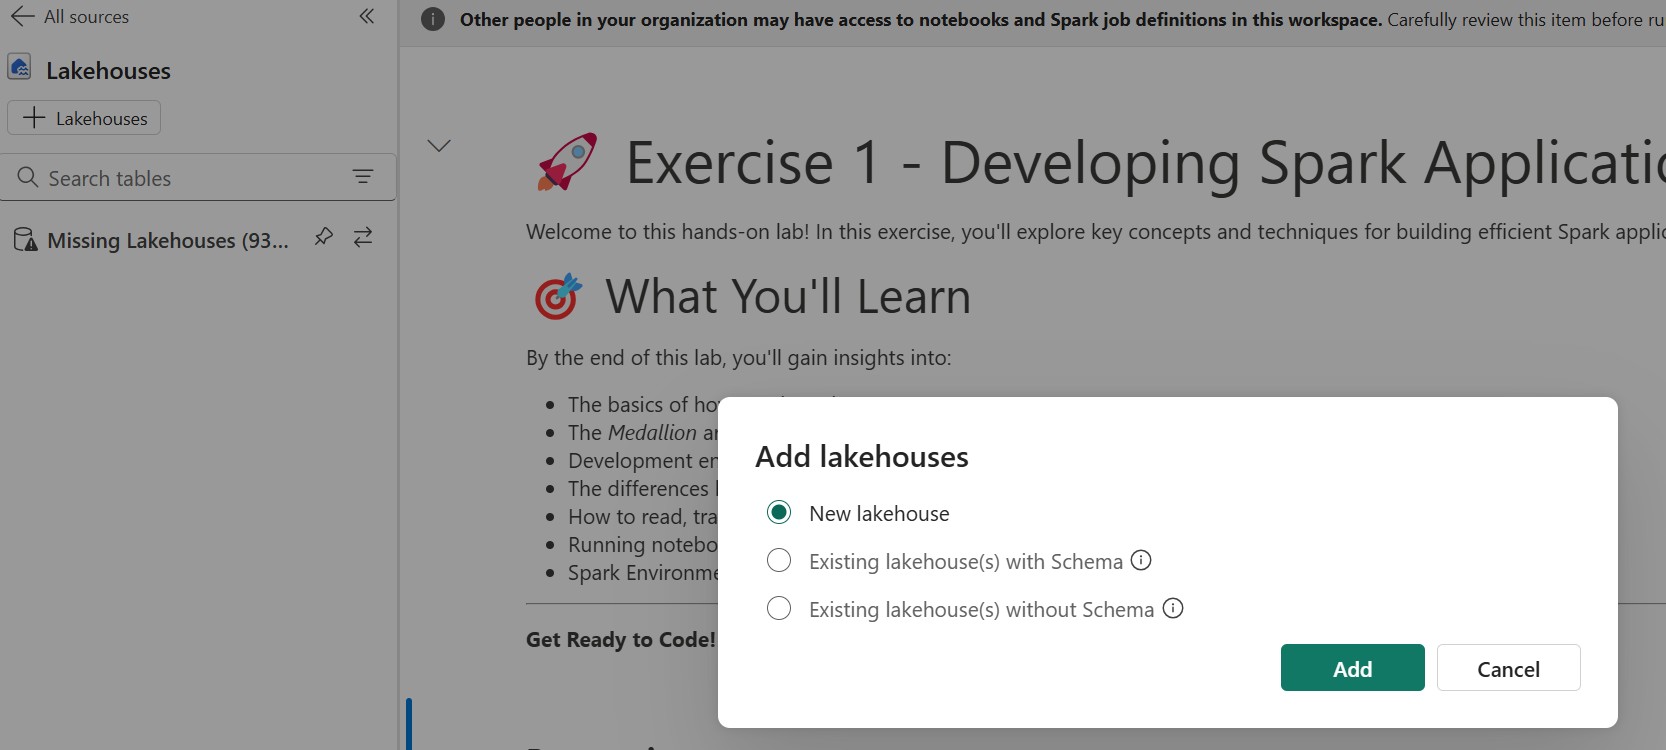 All sources
Lakehouses
Lakehouses
Search tables
Missing Lakehouses (93...
Other people in your organization may have access to notebooks and Spark job definitions in this workspace. Carefully review this item before ru
Exercise 1 - Developing Spark Applicatio
Welcome to this hands-on lab! In this exercise, you'll explore key concepts and techniques for building efficient Spark applic
What You'll Learn
By the end of this lab, you'll gain insights into:
The basics of ho
The Medallion ar
Development en
The differences
How to read, tra
Running notebo
Spark Environme
Get Ready to Code!
Add lakehouses
New lakehouse
Existing lakehouse(s) with Schema
Existing lakehouse(s) without Schema
Add
Cancel